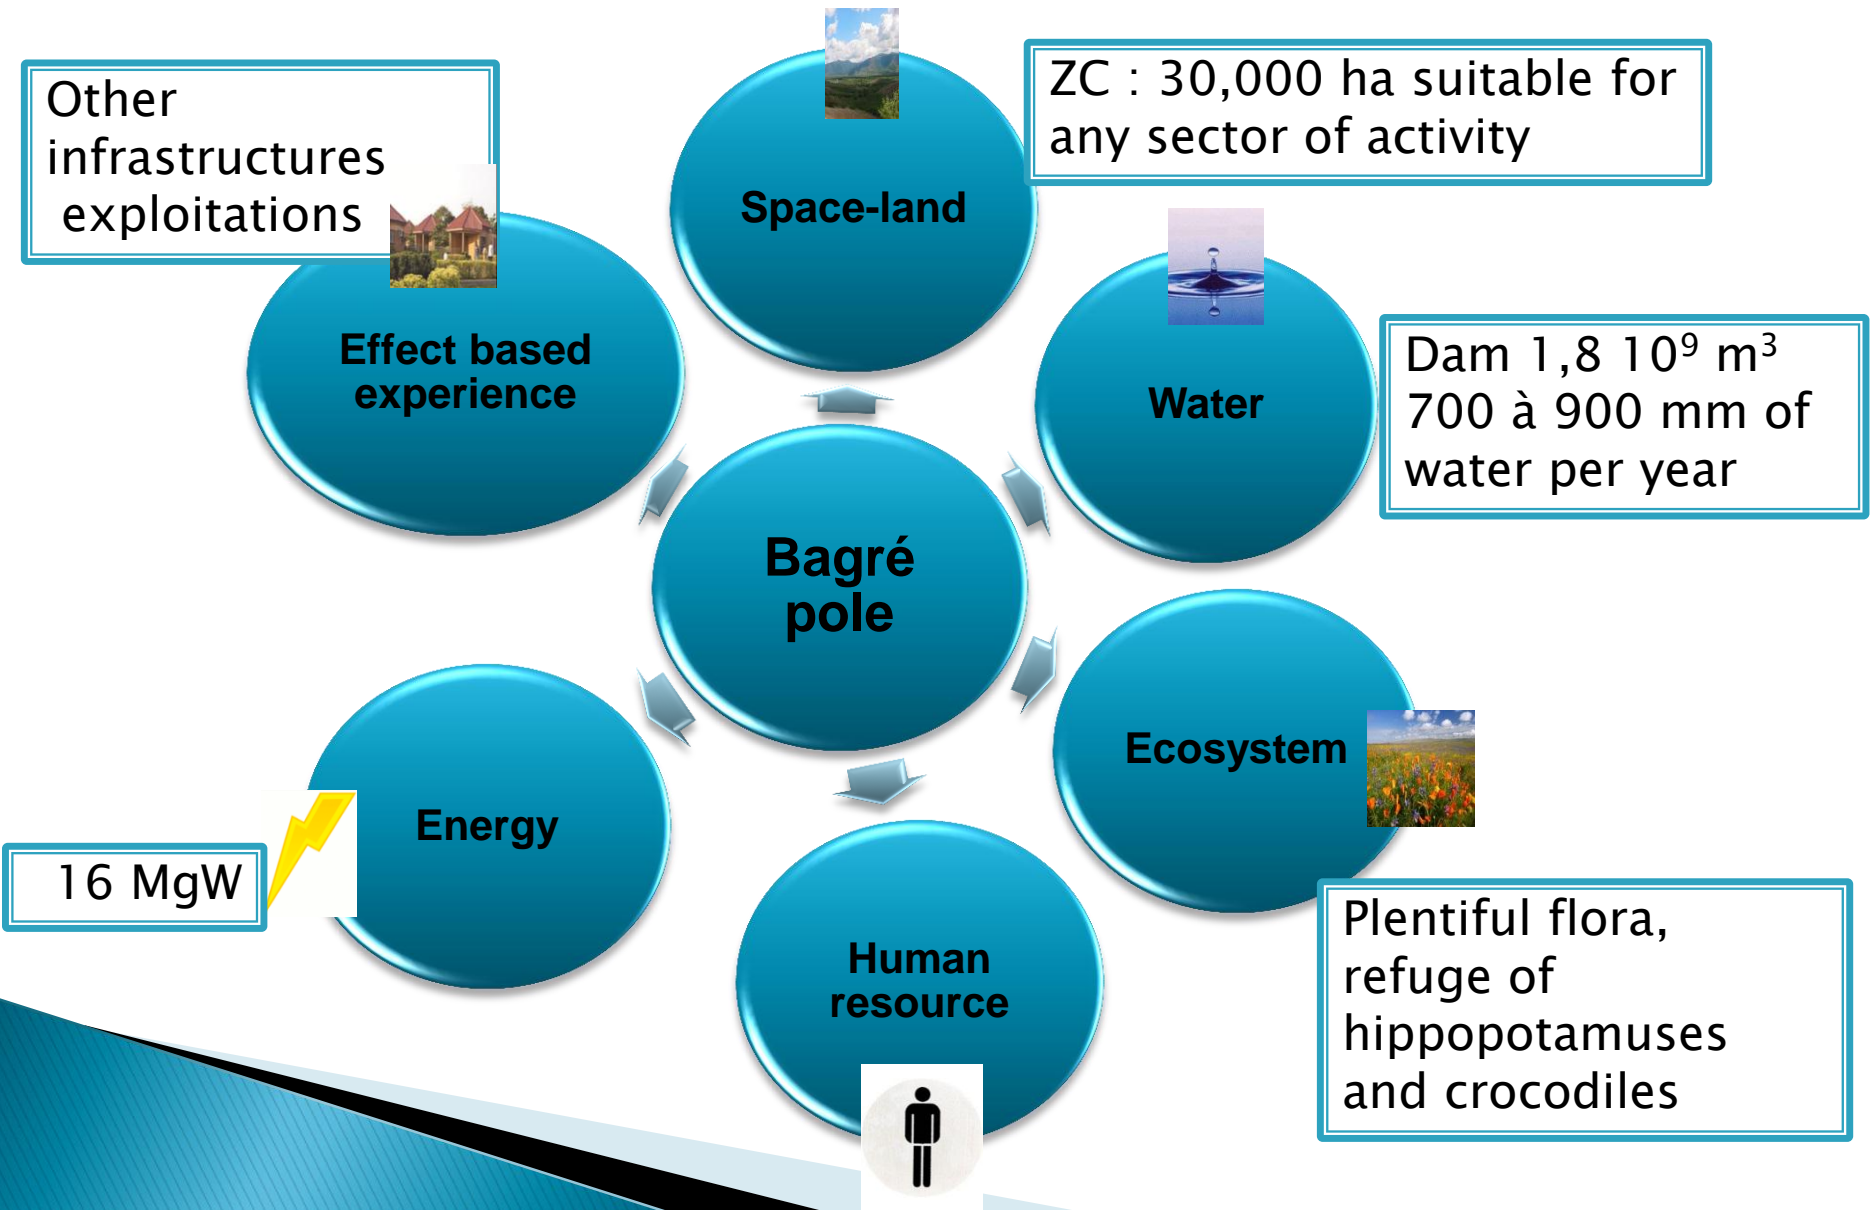 Other
infrastructures
exploitations
ZC : 30,000 ha suitable for
any sector of activity
Space-land
Effect based
experience
Water
Dam 1,8 10⁹ m³
700 à 900 mm of
water per year
Bagré
pole
Ecosystem
Energy
16 MgW
Plentiful flora,
refuge of
hippopotamuses
and crocodiles
Human
resource